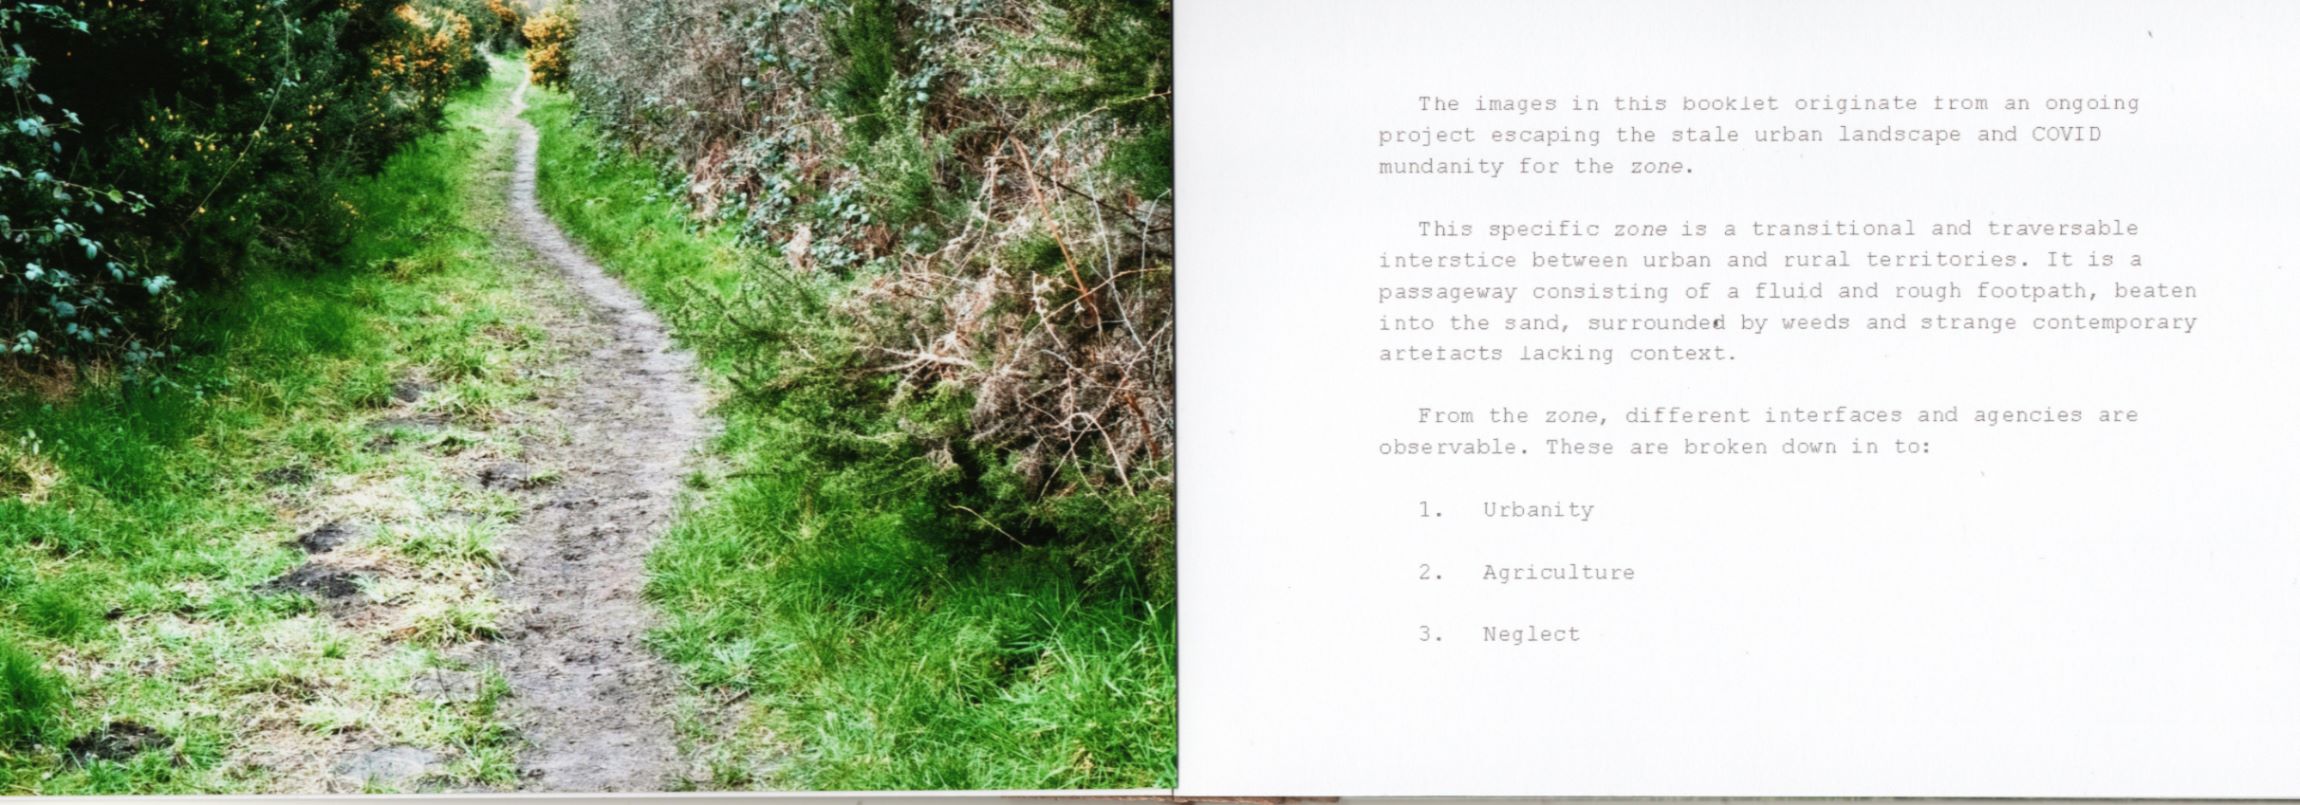 The images in this booklet originate from an ongoing
project escaping the stale urban landscape and COVID
mundanity for the zone.
This specific zone is a transitional and traversable
interstice between urban and rural territories. It is a
passageway consisting of a fluid and rough footpath, beaten
into the sand, surrounded by weeds and strange contemporary
artefacts lacking context.
From the zone, different interfaces and agencies are
observable. These are broken down in to:
1. Urbanity
2. Agriculture
3. Neglect